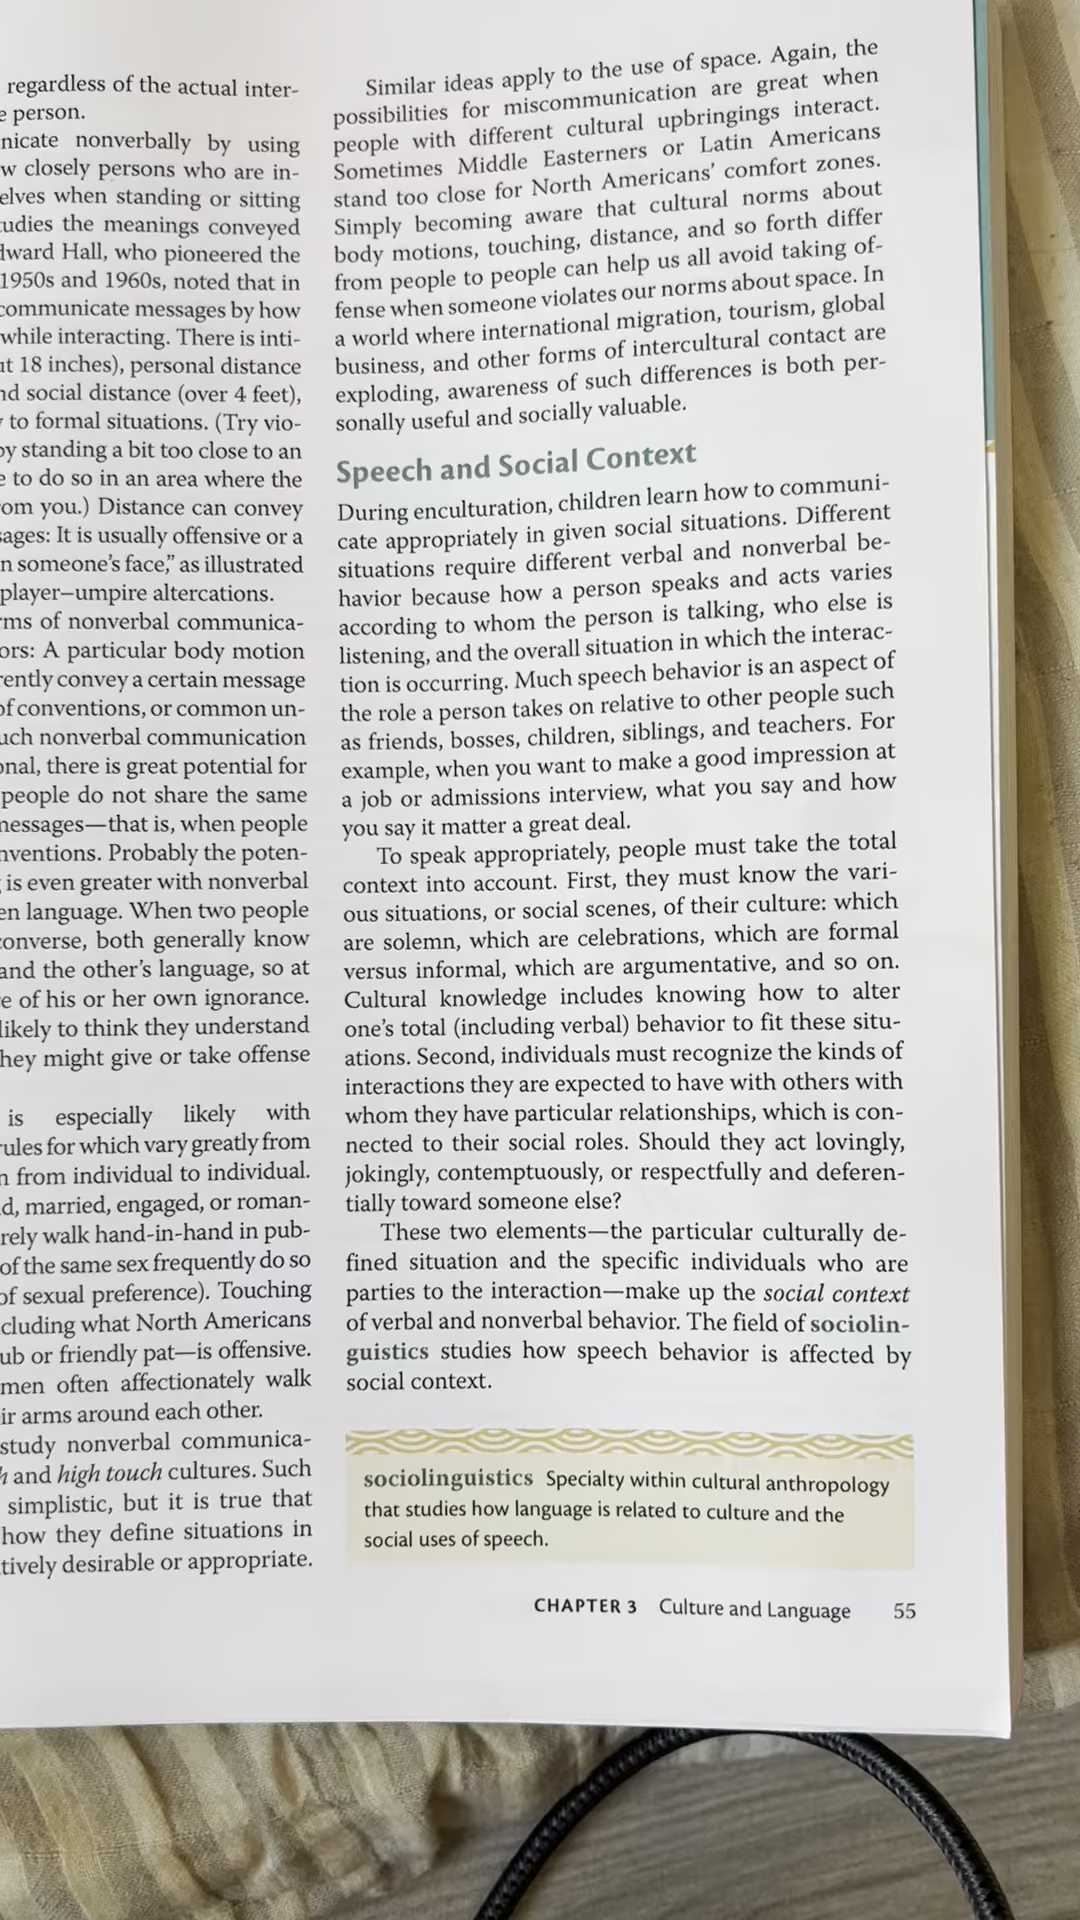 regardless of the actual inter-
person.
nicate nonverbally by using
closely persons who are in-
when standing or sitting
the meanings conveyed
Hall, who pioneered the
1950s and 1960s, noted that in
communicate messages by how
while interacting. There is inti-
18 inches), personal distance
social distance (over 4 feet),
to formal situations. (Try vio-
by standing a bit too close to an
to do so in an area where the
you.) Distance can convey
It is usually offensive or a
someone's face," as illustrated
player–umpire altercations.
of nonverbal communica-
A particular body motion
convey a certain message
of conventions, or common un-
nonverbal communication
there is great potential for
people do not share the same
messages—that is, when people
Probably the poten-
is even greater with nonverbal
language. When two people
converse, both generally know
and the other's language, so at
of his or her own ignorance.
likely to think they understand
they might give or take offense
is especially likely with
rules for which vary greatly from
from individual to individual.
married, engaged, or roman-
walk hand-in-hand in pub-
of the same sex frequently do so
of sexual preference). Touching
what North Americans
or friendly pat—is offensive.
men often affectionately walk
arms around each other.
study nonverbal communica-
and high touch cultures. Such
simplistic, but it is true that
how they define situations in
desirable or appropriate.
Similar ideas apply to the use of space. Again, the
possibilities for miscommunication are great when
people with different cultural upbringings interact.
Sometimes Middle Easterners or Latin Americans
stand too close for North Americans' comfort zones.
Simply becoming aware that cultural norms about
body motions, touching, distance, and so forth differ
from people to people can help us all avoid taking of-
fense when someone violates our norms about space. In
a world where international migration, tourism, global
business, and other forms of intercultural contact are
exploding, awareness of such differences is both per-
sonally useful and socially valuable.
Speech and Social Context
During enculturation, children learn how to communi-
cate appropriately in given social situations. Different
situations require different verbal and nonverbal be-
havior because how a person speaks and acts varies
according to whom the person is talking, who else is
listening, and the overall situation in which the interac-
tion is occurring. Much speech behavior is an aspect of
the role a person takes on relative to other people such
as friends, bosses, children, siblings, and teachers. For
example, when you want to make a good impression at
a job or admissions interview, what you say and how
you say it matter a great deal.
To speak appropriately, people must take the total
context into account. First, they must know the vari-
ous situations, or social scenes, of their culture: which
are solemn, which are celebrations, which are formal
versus informal, which are argumentative, and so on.
Cultural knowledge includes knowing how to alter
one's total (including verbal) behavior to fit these situ-
ations. Second, individuals must recognize the kinds of
interactions they are expected to have with others with
whom they have particular relationships, which is con-
nected to their social roles. Should they act lovingly,
jokingly, contemptuously, or respectfully and deferen-
tially toward someone else?
These two elements—the particular culturally de-
fined situation and the specific individuals who are
parties to the interaction—make up the social context
of verbal and nonverbal behavior. The field of sociolin-
guistics studies how speech behavior is affected by
social context.
sociolinguistics Specialty within cultural anthropology
that studies how language is related to culture and the
social uses of speech.
CHAPTER 3 Culture and Language 55